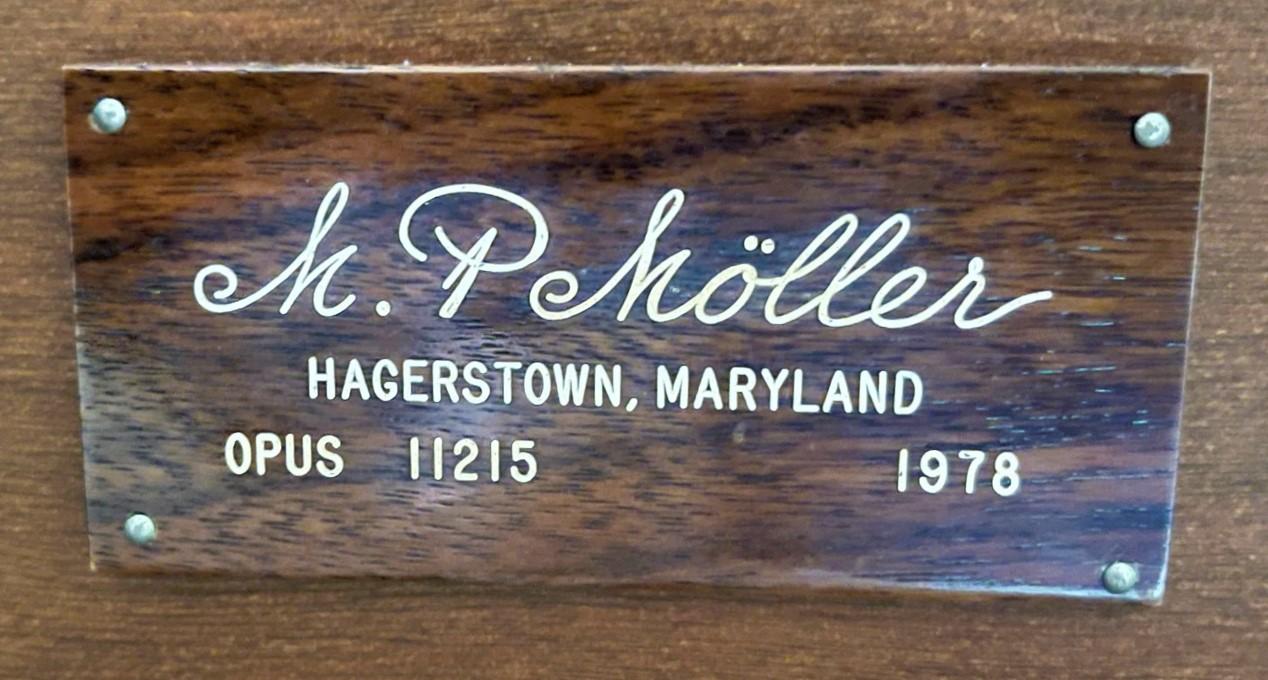 M. P. Möller
HAGERSTOWN, MARYLAND
OPUS 11215 1978